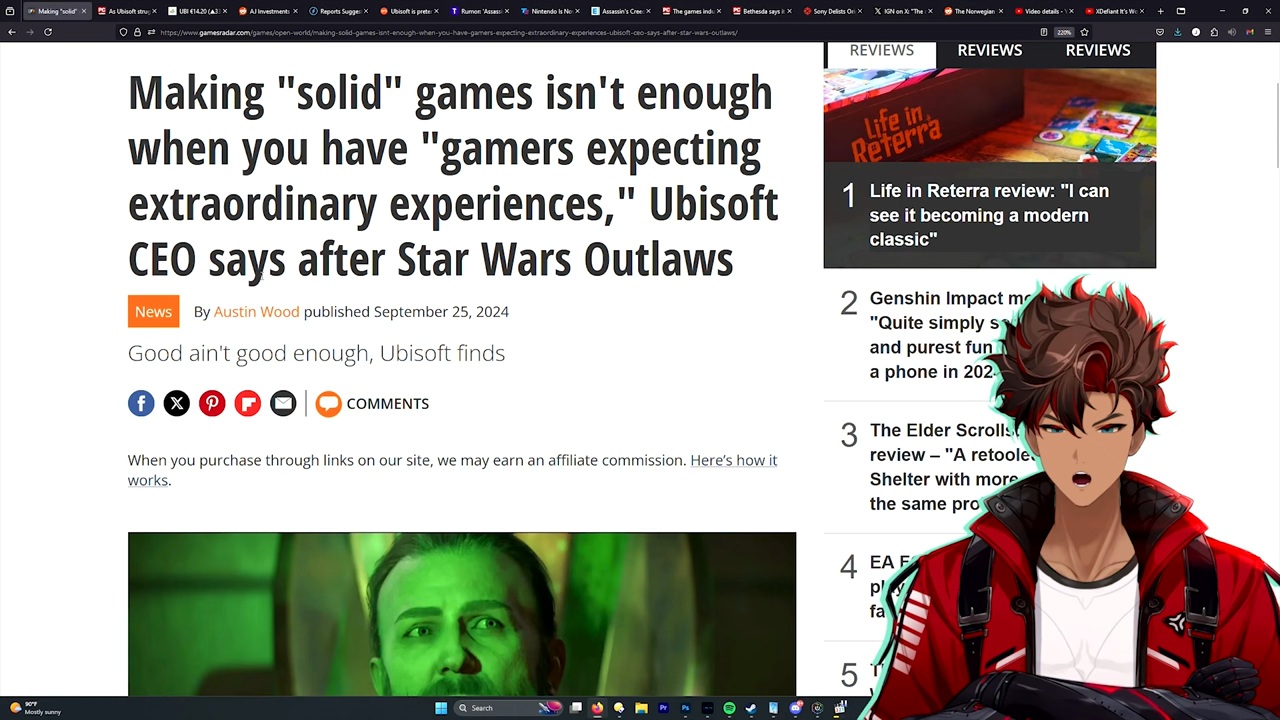 Making "solid"
As Ubisoft strug
UBI €14.20 (▲3.
AJ Investments
Reports Sugges
Ubisoft is prete
Rumor: 'Assass
Nintendo Is No
Assassin's Cree
The games indu
Bethesda says i
Sony Delists On
IGN on X: "The
The Norwegian
Video details - Y
XDefiant It's Wo
https://www.gamesradar.com/games/open-world/making-solid-games-isnt-enough-when-you-have-gamers-expecting-extraordinary-experiences-ubisoft-ceo-says-after-star-wars-outlaws/
220%
REVIEWS
REVIEWS
REVIEWS
Making "solid" games isn't enough
when you have "gamers expecting
extraordinary experiences," Ubisoft
CEO says after Star Wars Outlaws
News
By Austin Wood published September 25, 2024
Good ain't good enough, Ubisoft finds
COMMENTS
When you purchase through links on our site, we may earn an affiliate commission. Here's how it
works.
Life in
Reterra
1
Life in Reterra review: "I can
see it becoming a modern
classic"
2
Genshin Impact
"Quite simply
and purest fun
a phone in 202
3
The Elder Scrolls
review – "A retoole
Shelter with more
the same pro
4
EA
5
90°F
Mostly sunny
Search